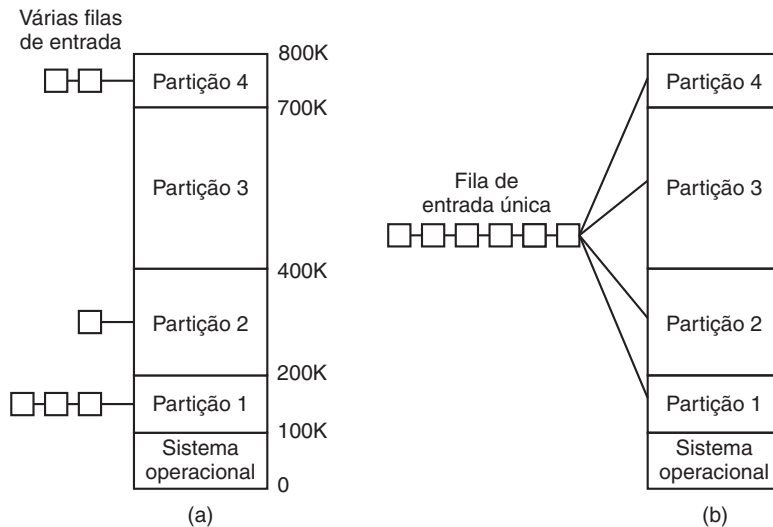 Várias filas
de entrada
800K
Partição 4
700K
Partição 3
400K
Partição 2
200K
Partição 1
100K
Sistema
operacional
0
(a)
Fila de
entrada única
Partição 4
Partição 3
Partição 2
Partição 1
Sistema
operacional
(b)